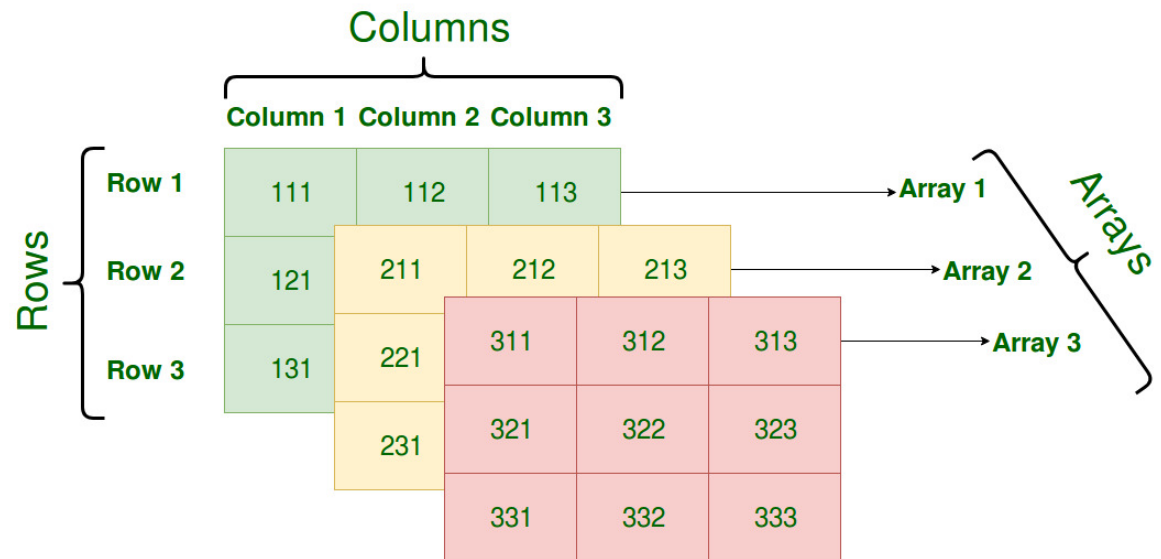 Columns
Column 1 Column 2 Column 3
Rows
Row 1
111 112 113
Array 1
Arrays
Row 2
121
211 212 213
Array 2
Row 3
131
221
311 312 313
Array 3
231
321 322 323
331 332 333